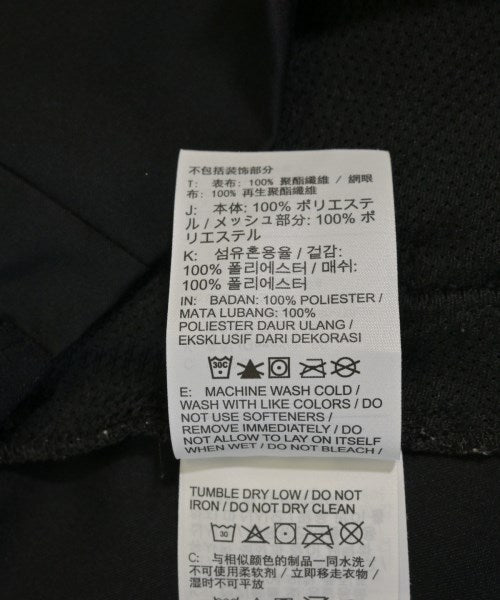 不包括装饰部分
T: 表布: 100% 聚酯纖維 / 網眼
布: 100% 再生聚酯纖維
J: 本体: 100% ポリエステ
ル / メッシュ部分: 100% ポ
リエステル
K: 섬유혼용율 / 겉감:
100% 폴리에스터 / 매쉬:
100% 폴리에스터
IN: BADAN: 100% POLIESTER /
MATA LUBANG: 100%
POLIESTER DAUR ULANG /
EKSKLUSIF DARI DEKORASI
30C
E: MACHINE WASH COLD /
WASH WITH LIKE COLORS / DO
NOT USE SOFTENERS /
REMOVE IMMEDIATELY / DO
NOT ALLOW TO LAY ON ITSELF
WHEN WET / DO NOT BLEACH /
TUMBLE DRY LOW / DO NOT
IRON / DO NOT DRY CLEAN
30
C: 与相似颜色的制品一同水洗 /
不可使用柔软剂 / 立即移走衣物 /
湿时不可平放